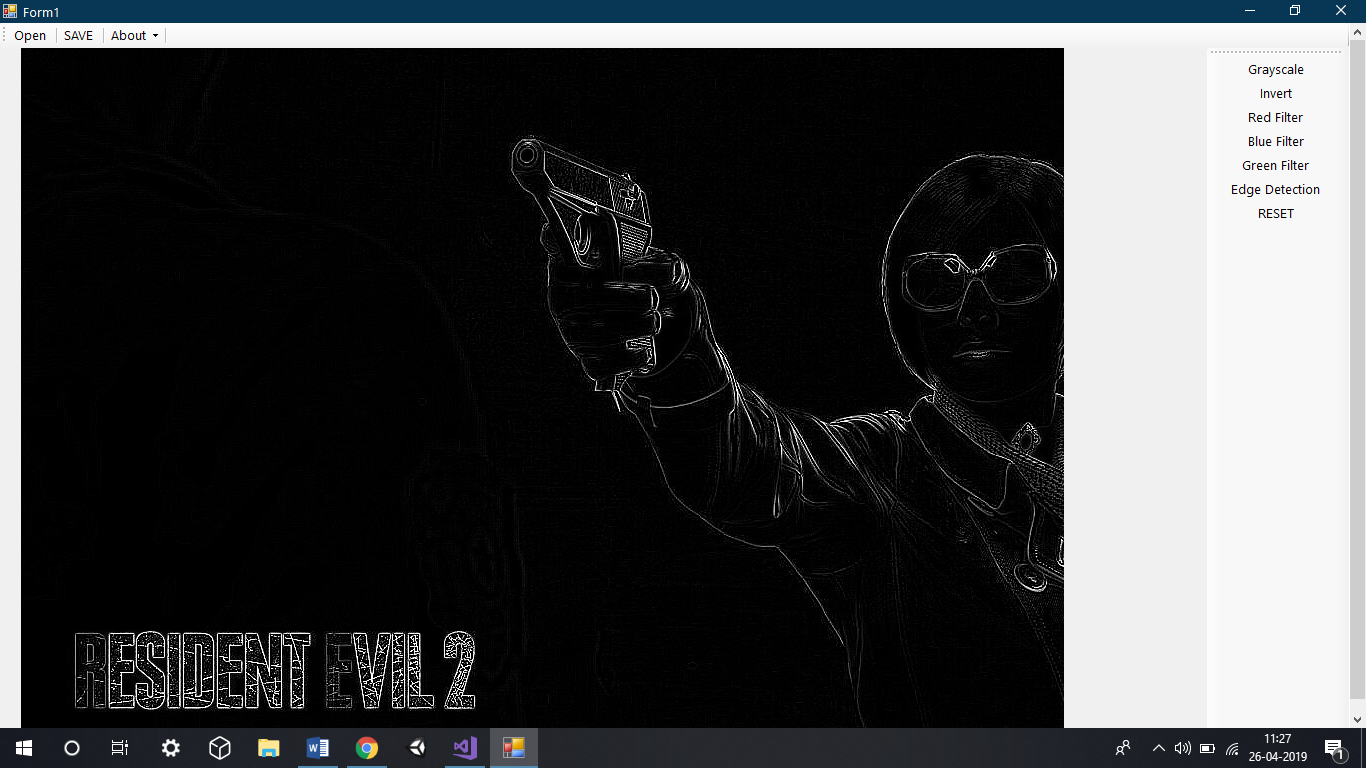 Form1
Open SAVE About
Grayscale
Invert
Red Filter
Blue Filter
Green Filter
Edge Detection
RESET
RESIDENT EVIL 2
11:27
26-04-2019
1